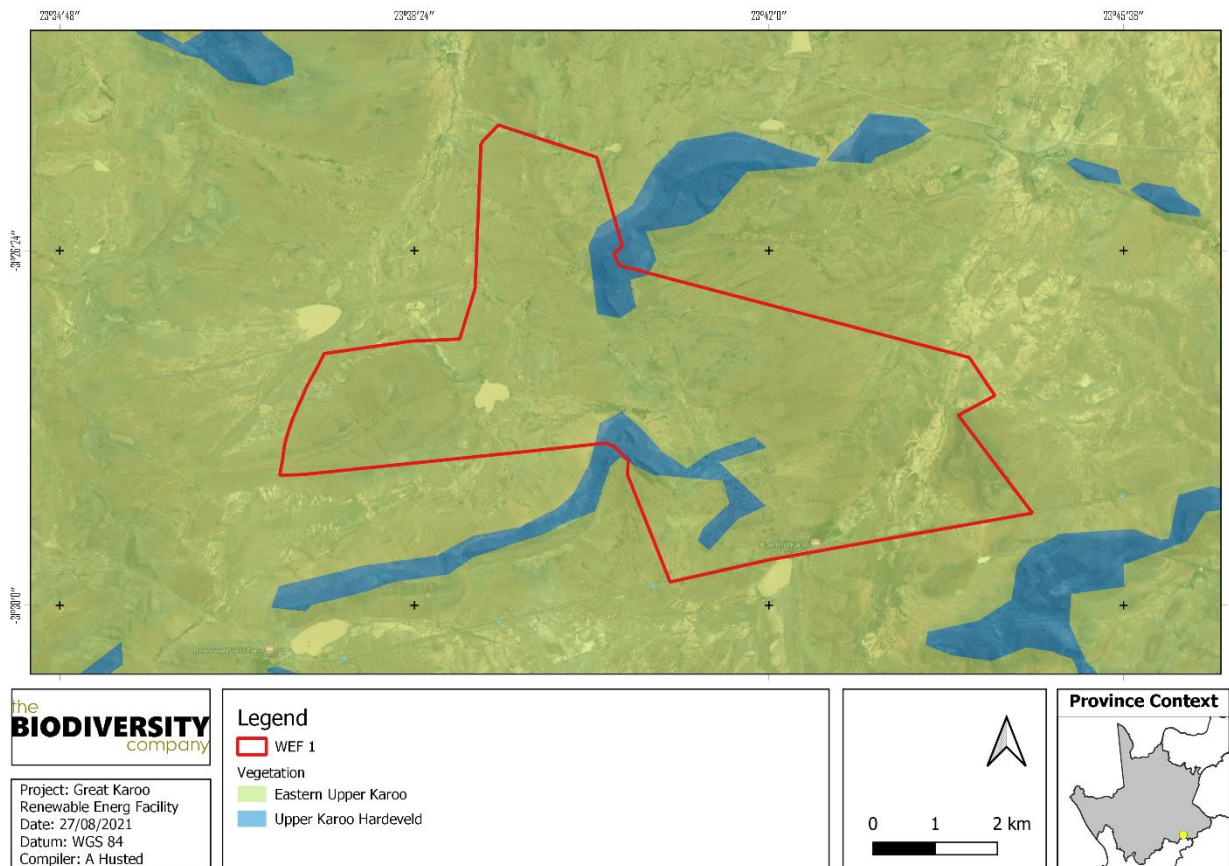 23°34'48"
23°38'24"
23°42'0"
23°45'36"
-31°26'24"
-31°30'0"
the
BIODIVERSITY
company
Project: Great Karoo
Renewable Energ Facility
Date: 27/08/2021
Datum: WGS 84
Compiler: A Husted
Legend
WEF 1
Vegetation
Eastern Upper Karoo
Upper Karoo Hardeveld
0 1 2 km
Province Context